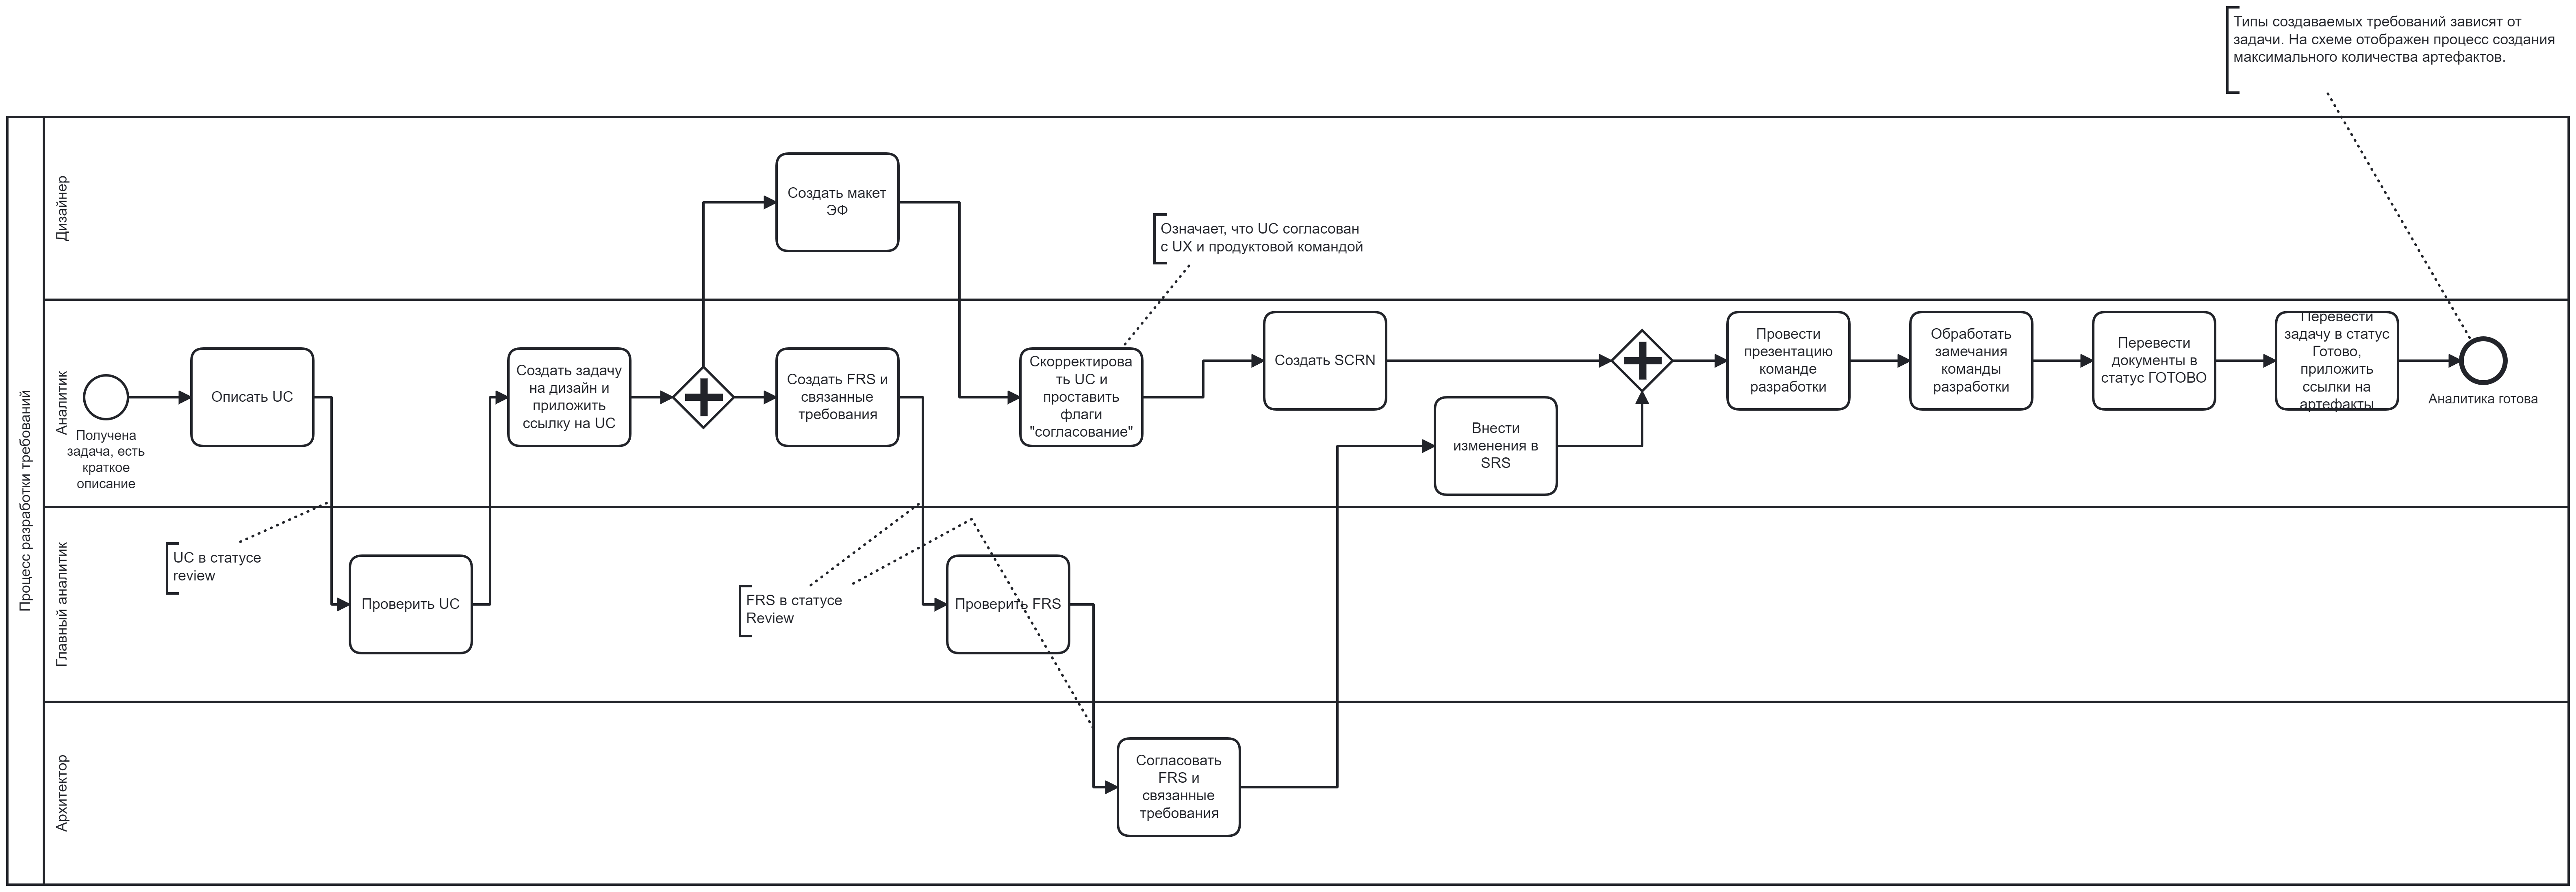 Типы создаваемых требований зависят от
задачи. На схеме отображен процесс создания
максимального количества артефактов.
Процесс разработки требований
Дизайнер
Создать макет
ЭФ
Означает, что UC согласован
с UX и продуктовой командой
Аналитик
Получена
задача, есть
краткое
описание
Описать UC
Создать задачу
на дизайн и
приложить
ссылку на UC
Создать FRS и
связанные
требования
Скорректирова
ть UC и
проставить
флаги
"согласование"
Создать SCRN
Внести
изменения в
SRS
Провести
презентацию
команде
разработки
Обработать
замечания
команды
разработки
Перевести
документы в
статус ГОТОВО
Перевести
задачу в статус
Готово,
приложить
ссылки на
артефакты
Аналитика готова
Главный аналитик
UC в статусе
review
Проверить UC
FRS в статусе
Review
Проверить FRS
Архитектор
Согласовать
FRS и
связанные
требования